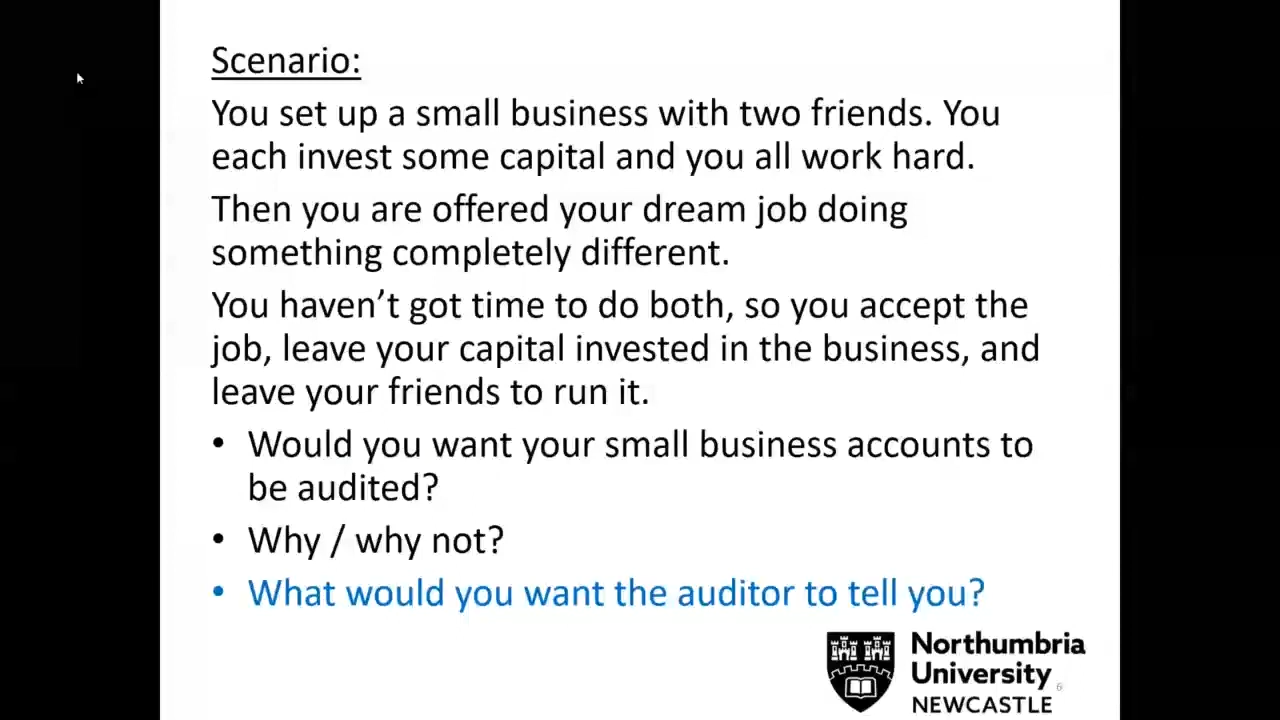 Scenario:
You set up a small business with two friends. You
each invest some capital and you all work hard.
Then you are offered your dream job doing
something completely different.
You haven’t got time to do both, so you accept the
job, leave your capital invested in the business, and
leave your friends to run it.
• Would you want your small business accounts to
be audited?
• Why / why not?
• What would you want the auditor to tell you?
Northumbria
University
NEWCASTLE
6